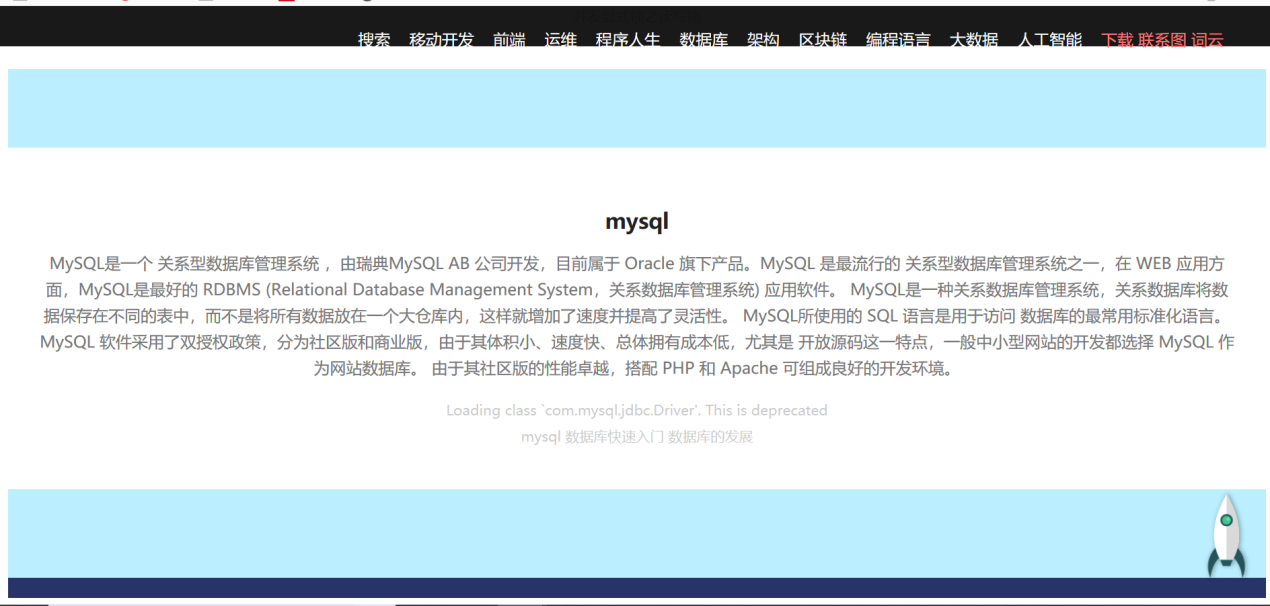 搜索 移动开发 前端 运维 程序人生 数据库 架构 区块链 编程语言 大数据 人工智能 下载 联系图 词云
mysql
MySQL是一个 关系型数据库管理系统 ，由瑞典MySQL AB 公司开发，目前属于 Oracle 旗下产品。MySQL 是最流行的 关系型数据库管理系统之一，在 WEB 应用方
面，MySQL是最好的 RDBMS (Relational Database Management System，关系数据库管理系统) 应用软件。 MySQL是一种关系数据库管理系统，关系数据库将数
据保存在不同的表中，而不是将所有数据放在一个大仓库内，这样就增加了速度并提高了灵活性。 MySQL所使用的 SQL 语言是用于访问 数据库的最常用标准化语言。
MySQL 软件采用了双授权政策，分为社区版和商业版，由于其体积小、速度快、总体拥有成本低，尤其是 开放源码这一特点，一般中小型网站的开发都选择 MySQL 作
为网站数据库。 由于其社区版的性能卓越，搭配 PHP 和 Apache 可组成良好的开发环境。
Loading class `com.mysql.jdbc.Driver'. This is deprecated
mysql 数据库快速入门 数据库的发展